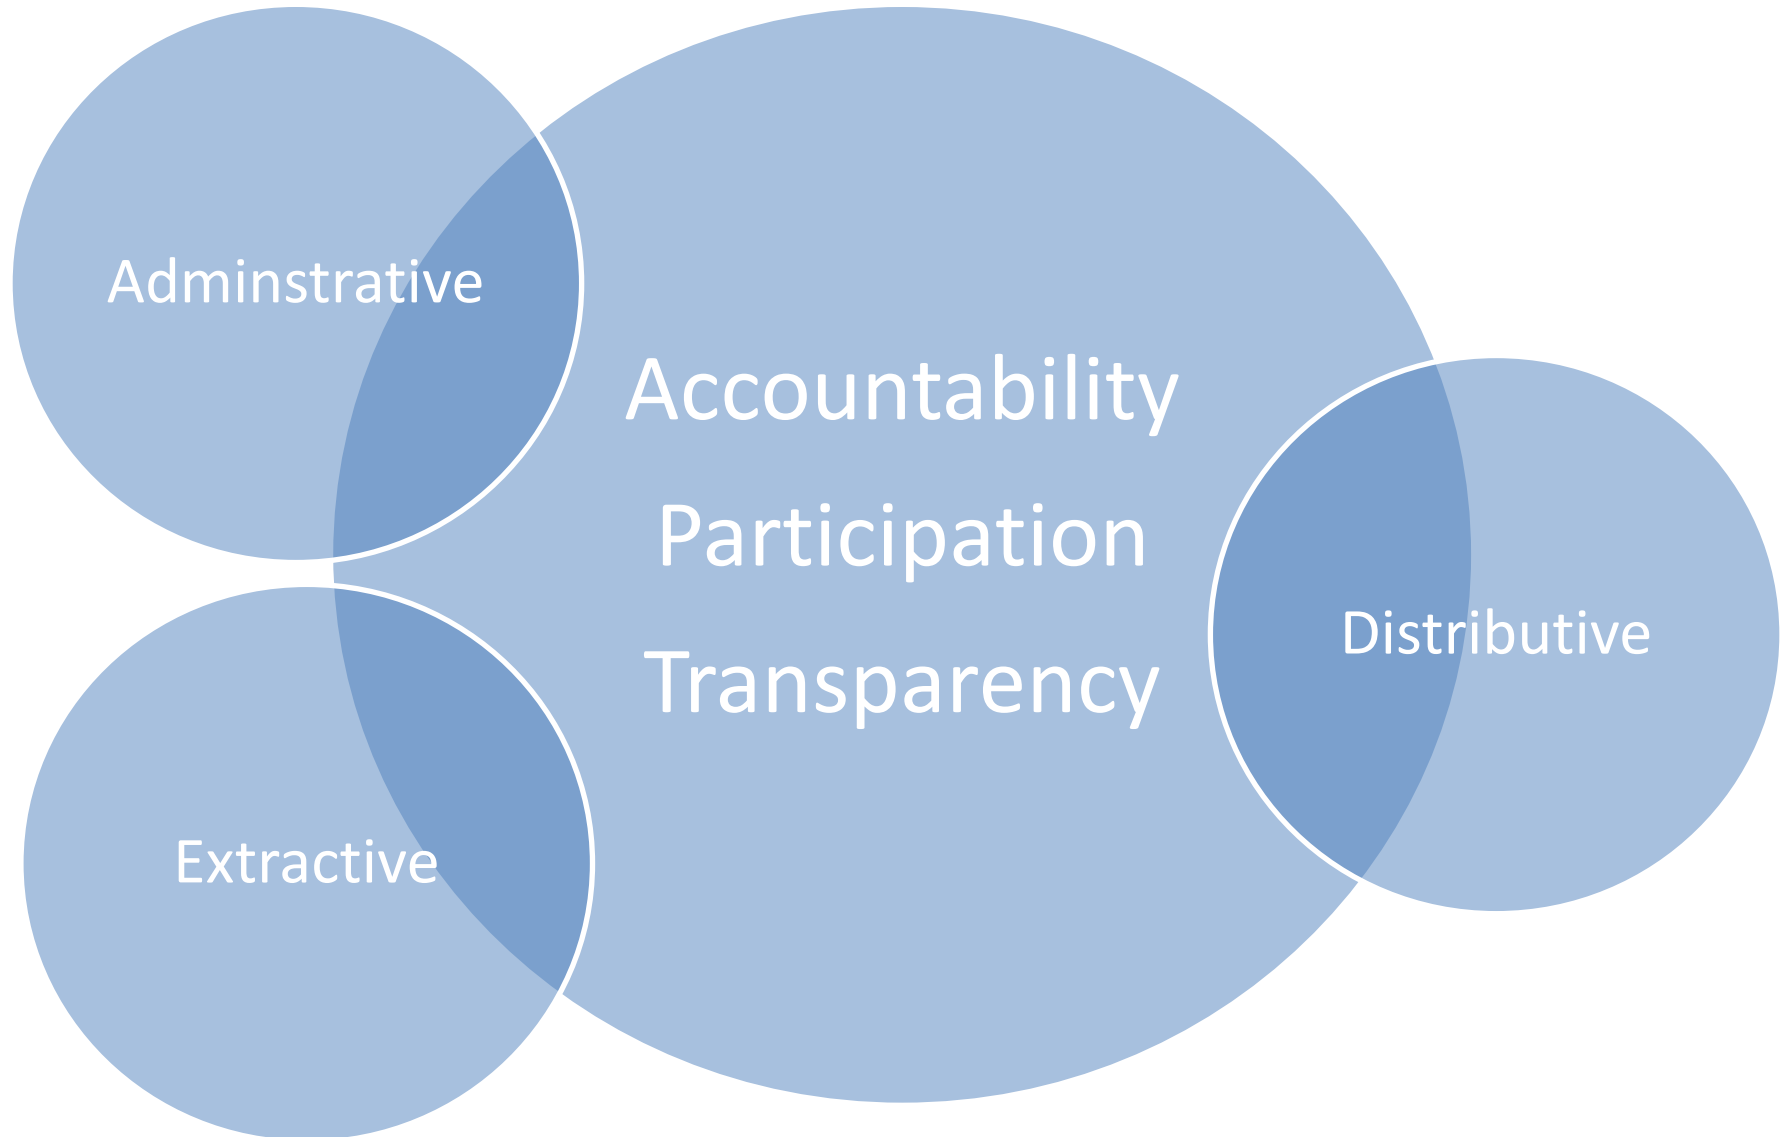 Adminstrative
Accountability
Participation
Transparency
Distributive
Extractive